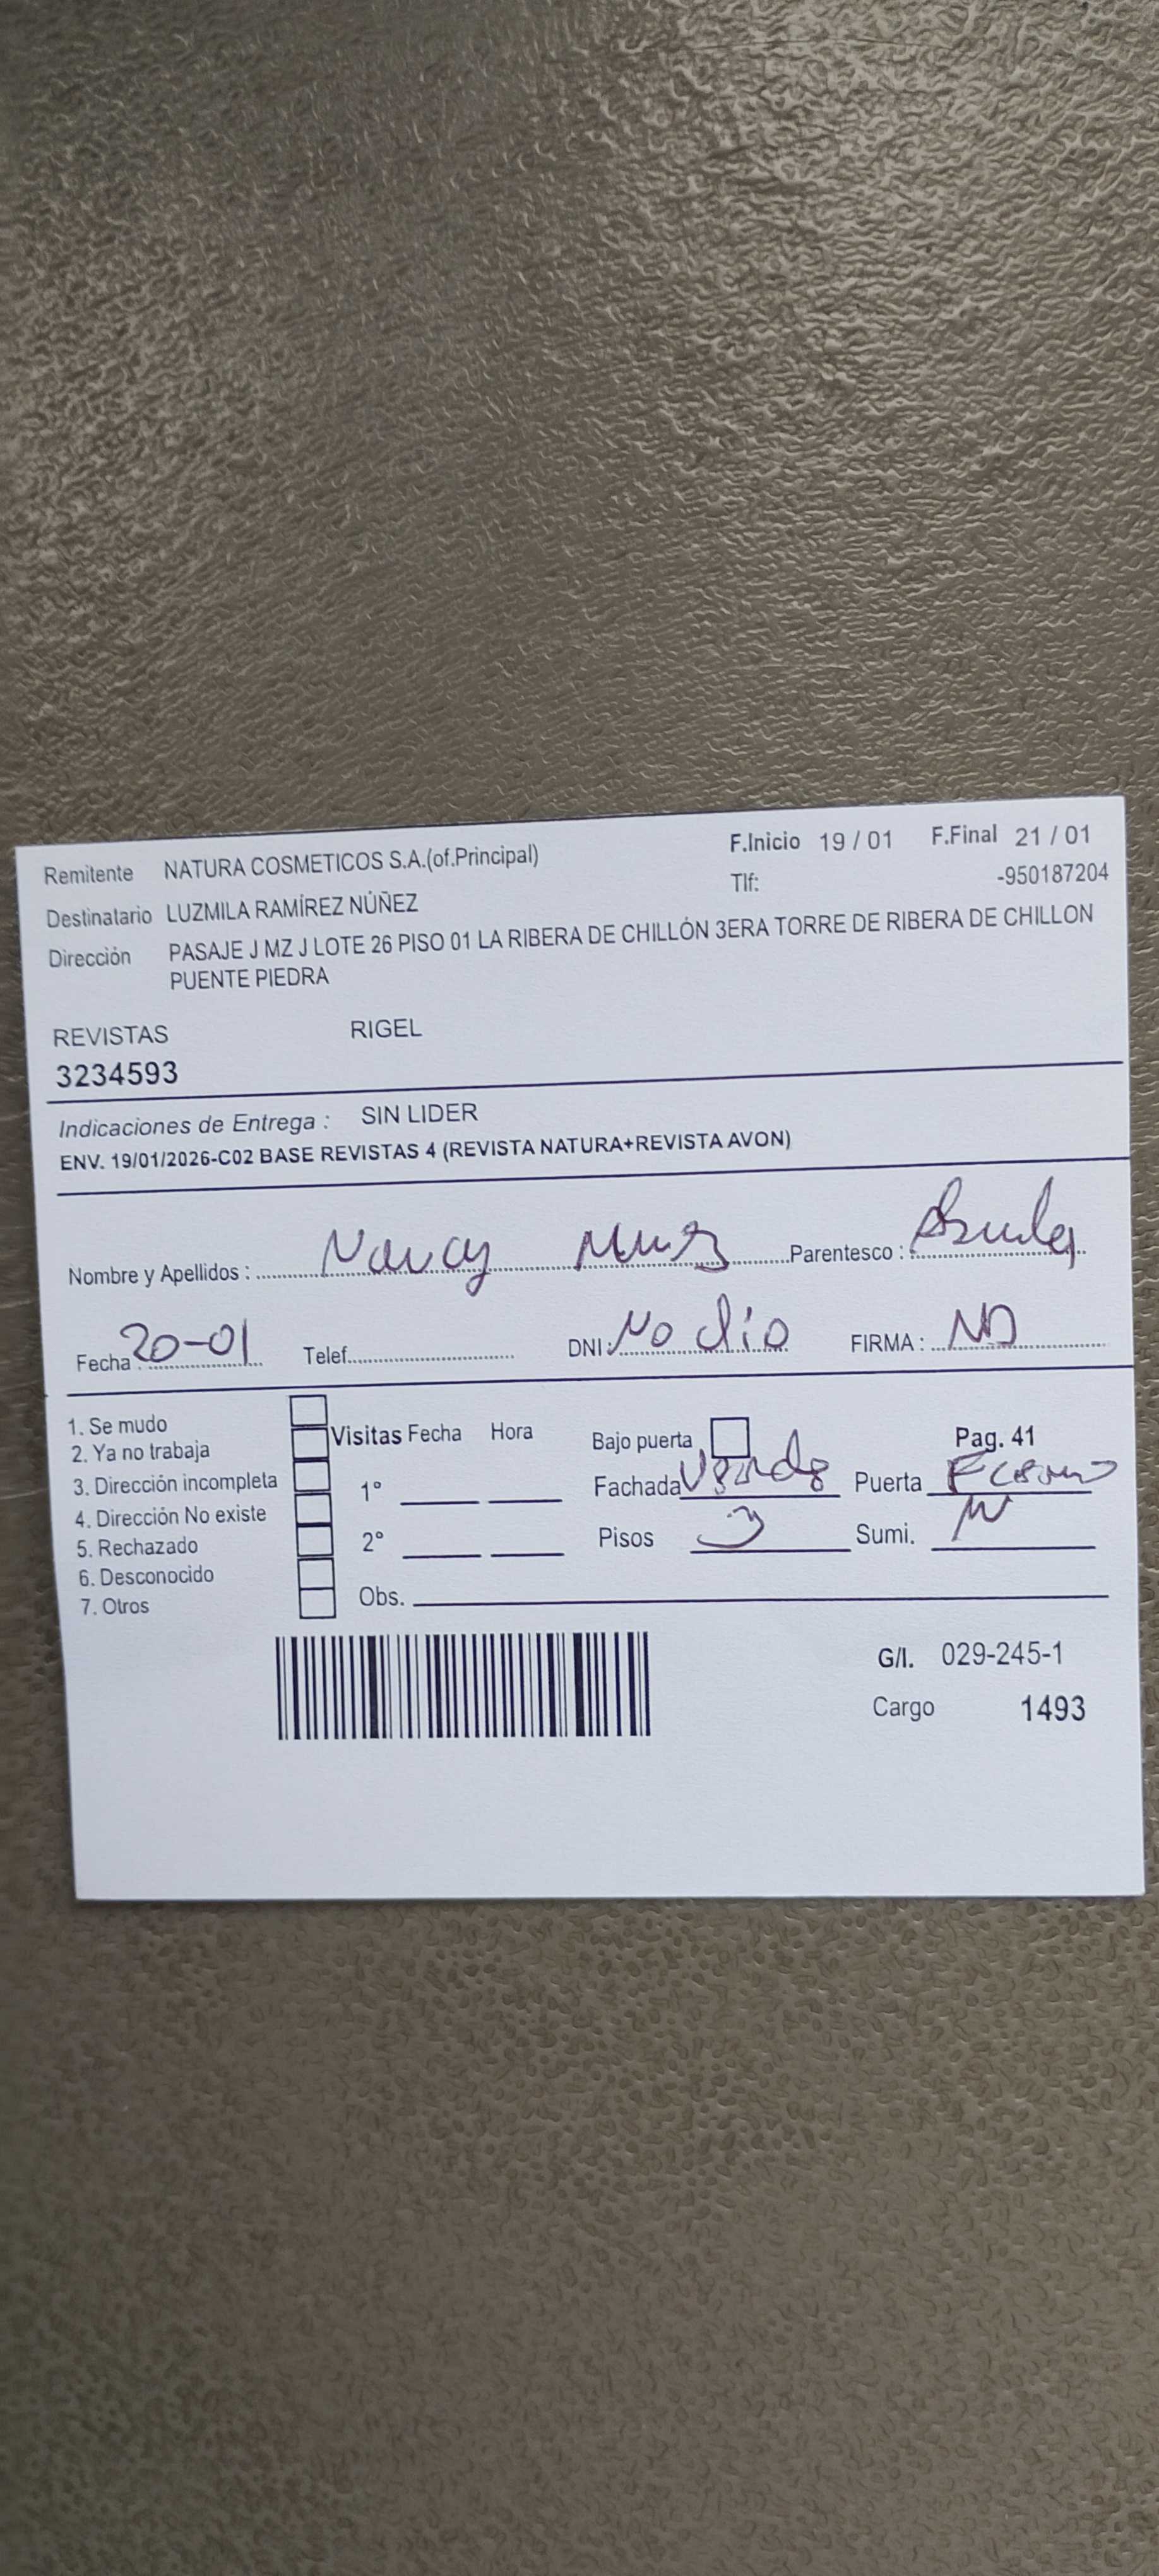 Remitente NATURA COSMETICOS S.A.(of.Principal) F.Inicio 19 / 01 F.Final 21 / 01
Destinatario LUZMILA RAMÍREZ NÚÑEZ Tlf: -950187204
Dirección PASAJE J MZ J LOTE 26 PISO 01 LA RIBERA DE CHILLÓN 3ERA TORRE DE RIBERA DE CHILLON
PUENTE PIEDRA
REVISTAS RIGEL
3234593
Indicaciones de Entrega : SIN LIDER
ENV. 19/01/2026-C02 BASE REVISTAS 4 (REVISTA NATURA+REVISTA AVON)
Nombre y Apellidos : Nancy Parentesco :
Fecha : 20-01 Telef. DNI: No dio FIRMA : ND
1. Se mudo
2. Ya no trabaja Visitas Fecha Hora Bajo puerta Pag. 41
3. Dirección incompleta 1° Fachada Verde Puerta
4. Dirección No existe
5. Rechazado 2° Pisos 3 Sumi. N
6. Desconocido
7. Otros Obs.
G/I. 029-245-1
Cargo 1493